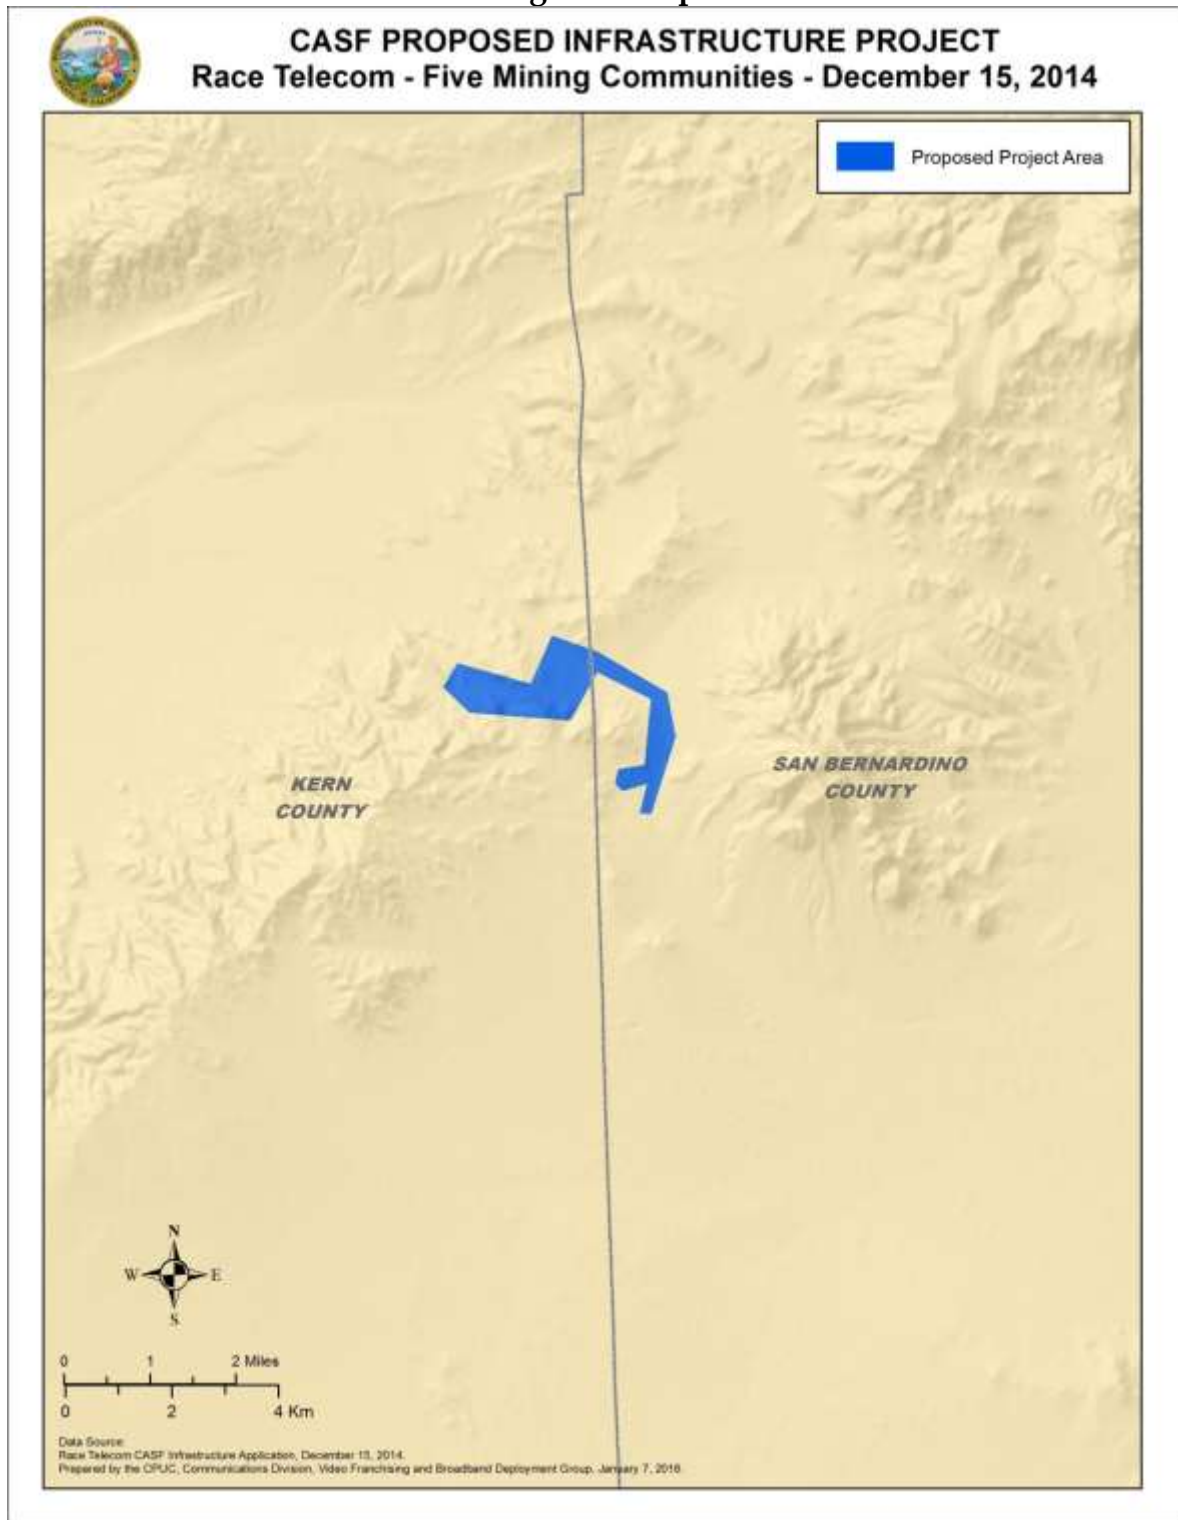 CASF PROPOSED INFRASTRUCTURE PROJECT
Race Telecom - Five Mining Communities - December 15, 2014
Proposed Project Area
KERN
COUNTY
SAN BERNARDINO
COUNTY
N
W E
S
0 1 2 Miles
0 2 4 Km
Data Source:
Race Telecom CASF Infrastructure Application, December 15, 2014.
Prepared by the CPUC, Communications Division, Video Franchising and Broadband Deployment Group, January 7, 2016.